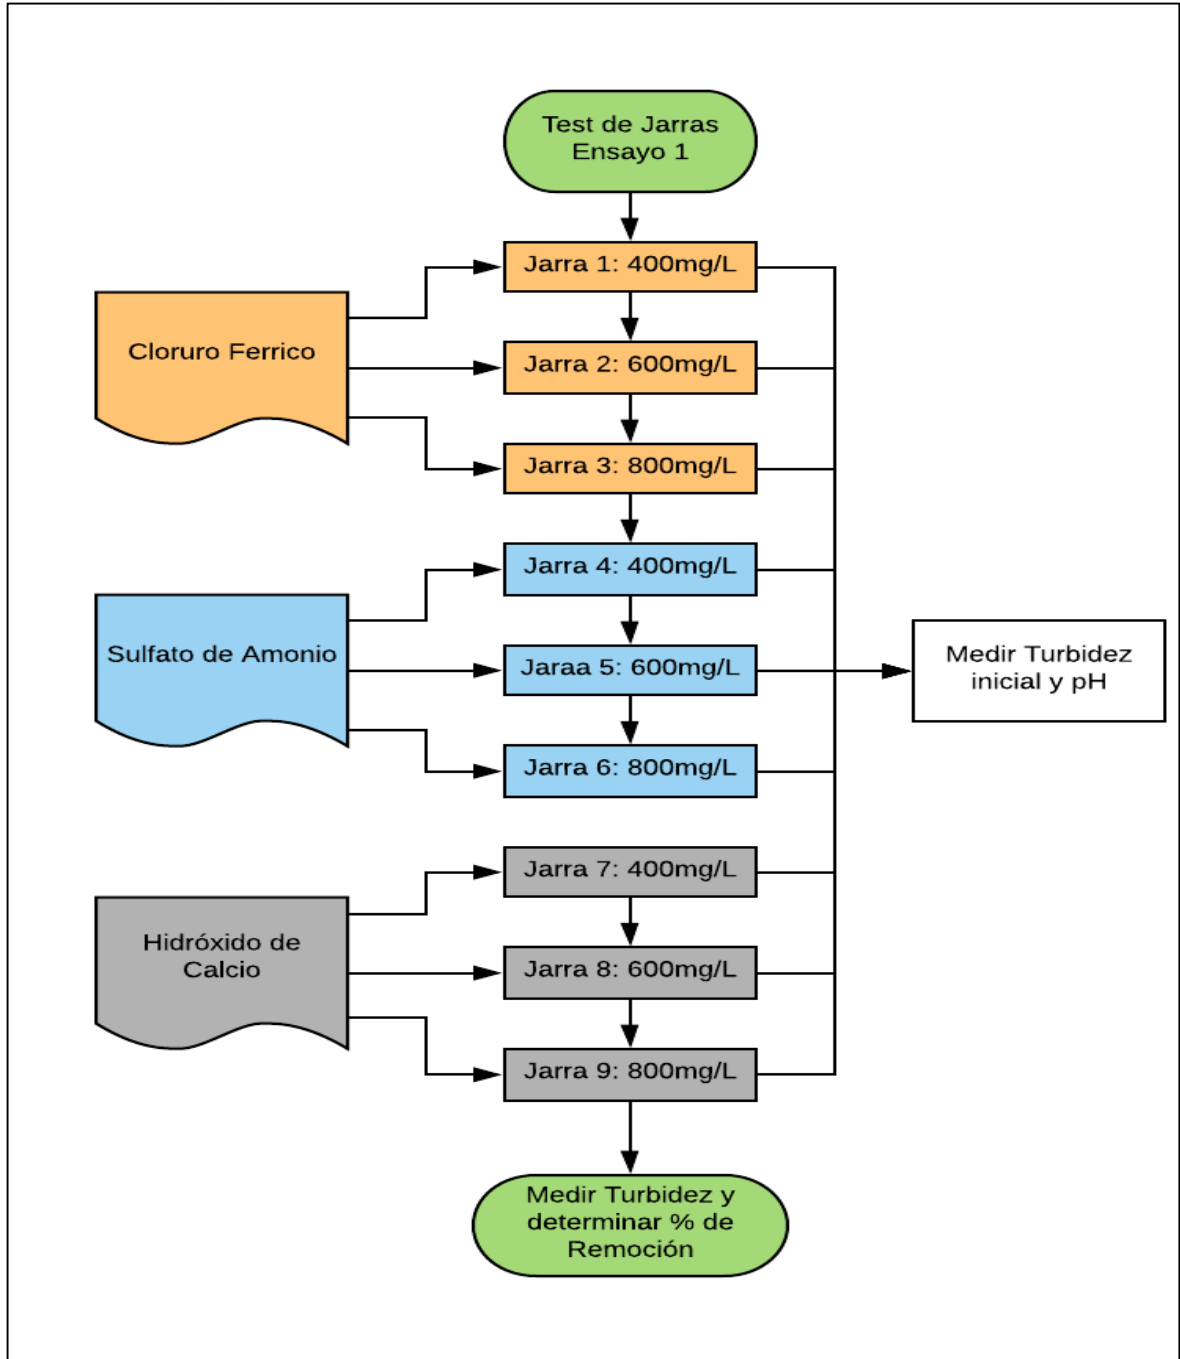 Test de Jarras
Ensayo 1
Jarra 1: 400mg/L
Cloruro Ferrico
Jarra 2: 600mg/L
Jarra 3: 800mg/L
Jarra 4: 400mg/L
Sulfato de Amonio
Jaraa 5: 600mg/L
Medir Turbidez
inicial y pH
Jarra 6: 800mg/L
Jarra 7: 400mg/L
Hidróxido de
Calcio
Jarra 8: 600mg/L
Jarra 9: 800mg/L
Medir Turbidez y
determinar % de
Remoción